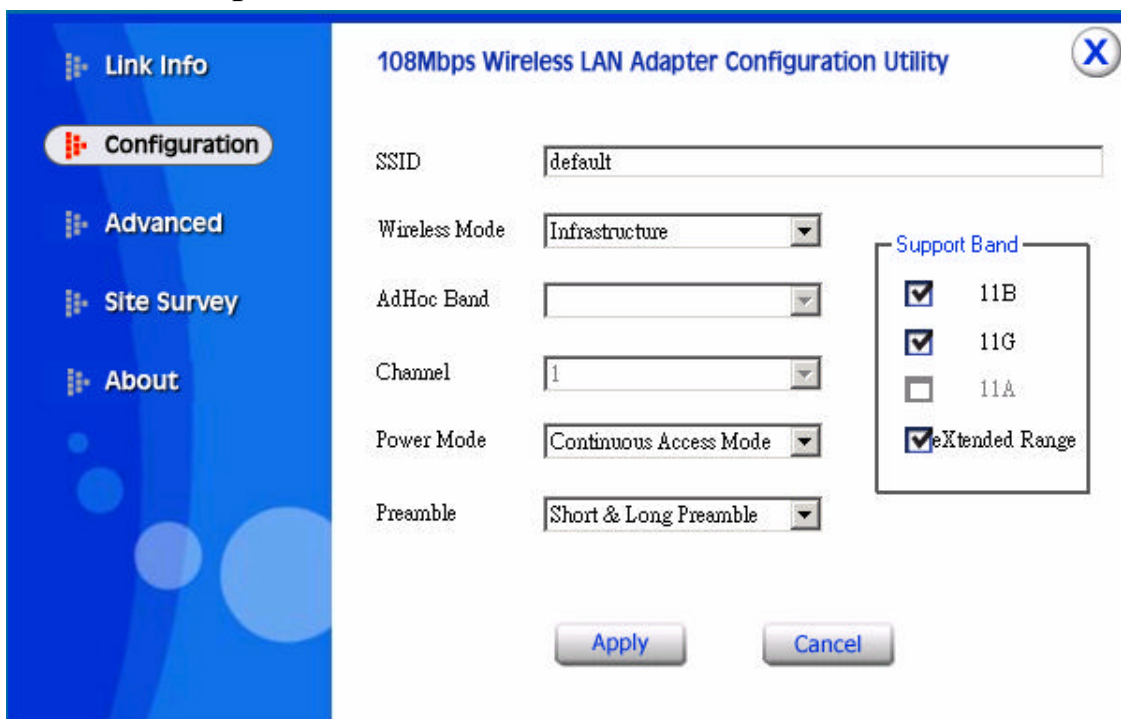 Link Info
Configuration
Advanced
Site Survey
About
108Mbps Wireless LAN Adapter Configuration Utility
X
SSID
default
Wireless Mode
Infrastructure
AdHoc Band
Channel
1
Power Mode
Continuous Access Mode
Preamble
Short & Long Preamble
Support Band
11B
11G
11A
eXtended Range
Apply
Cancel